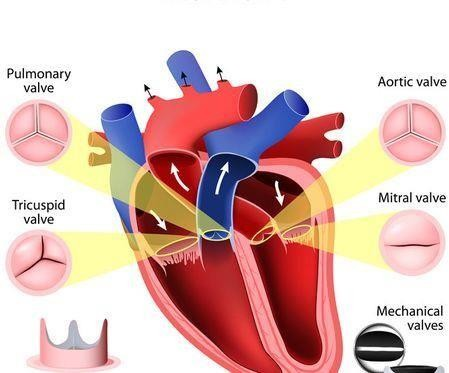 Pulmonary
valve
Aortic valve
Tricuspid
valve
Mitral valve
Mechanical
valves